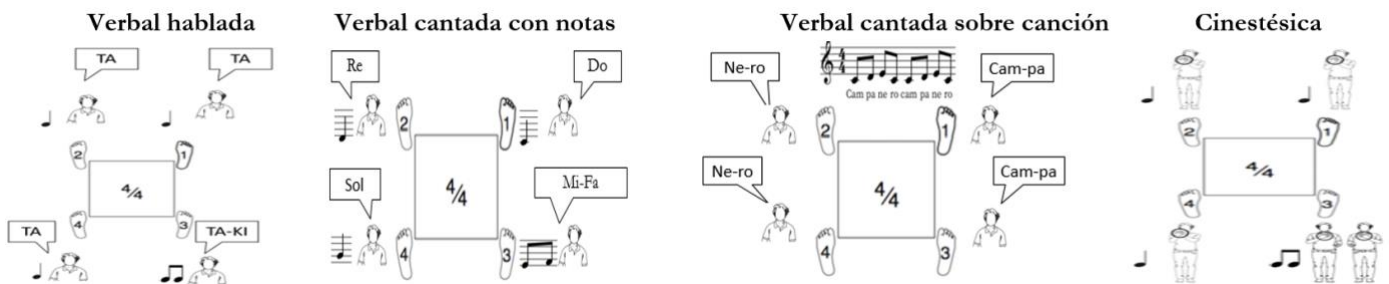 Verbal hablada
TA
TA
2
1
4/4
4
3
TA
TA-KI
Verbal cantada con notas
Re
Do
2
1
4/4
Sol
Mi-Fa
4
3
Verbal cantada sobre canción
Ne-ro
Cam-pa
4
4
Cam pa ne ro cam pa ne ro
2
1
4/4
Ne-ro
Cam-pa
4
3
Cinestésica
2
1
4/4
4
3